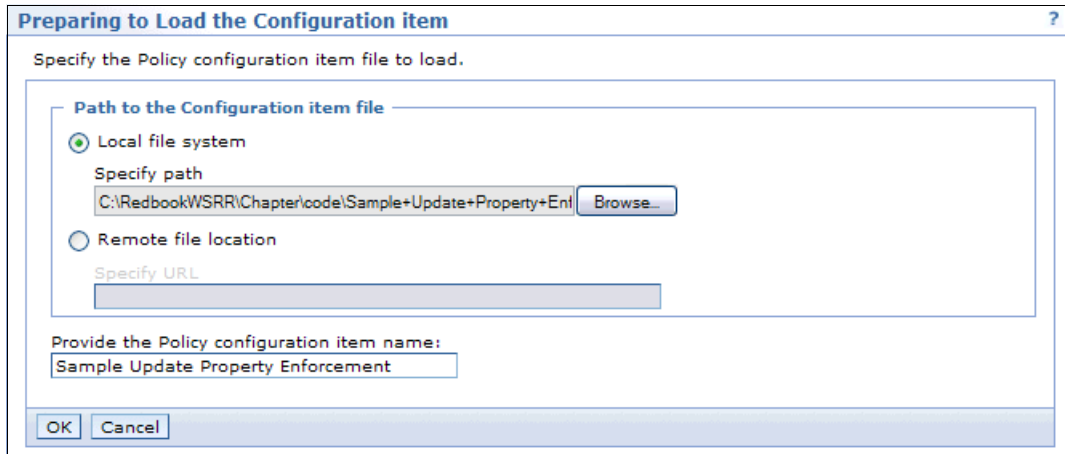 Preparing to Load the Configuration item ?
Specify the Policy configuration item file to load.
Path to the Configuration item file
Local file system
Specify path
C:\RedbookWSRR\Chapter\code\Sample+Update+Property+Enf Browse...
Remote file location
Specify URL
Provide the Policy configuration item name:
Sample Update Property Enforcement
OK Cancel